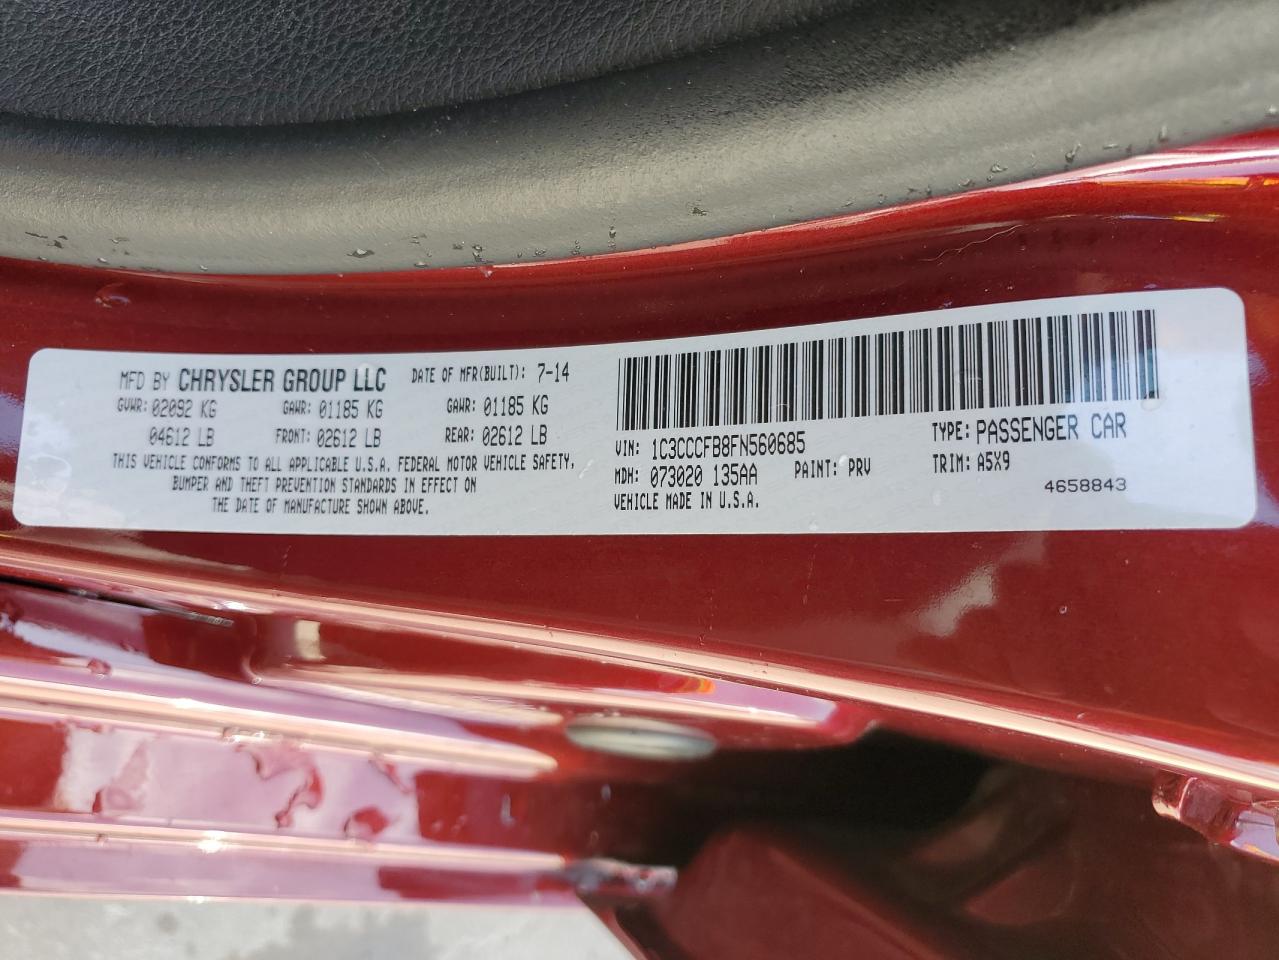 MFD BY CHRYSLER GROUP LLC DATE OF MFR(BUILT): 7-14
GVWR: 02092 KG GAWR: 01185 KG GAWR: 01185 KG
04612 LB FRONT: 02612 LB REAR: 02612 LB
THIS VEHICLE CONFORMS TO ALL APPLICABLE U.S.A. FEDERAL MOTOR VEHICLE SAFETY,
BUMPER AND THEFT PREVENTION STANDARDS IN EFFECT ON
THE DATE OF MANUFACTURE SHOWN ABOVE.
VIN: 1C3CCCFB8FN560685 TYPE: PASSENGER CAR
MDH: 073020 135AA PAINT: PRV TRIM: A5X9
VEHICLE MADE IN U.S.A. 4658843